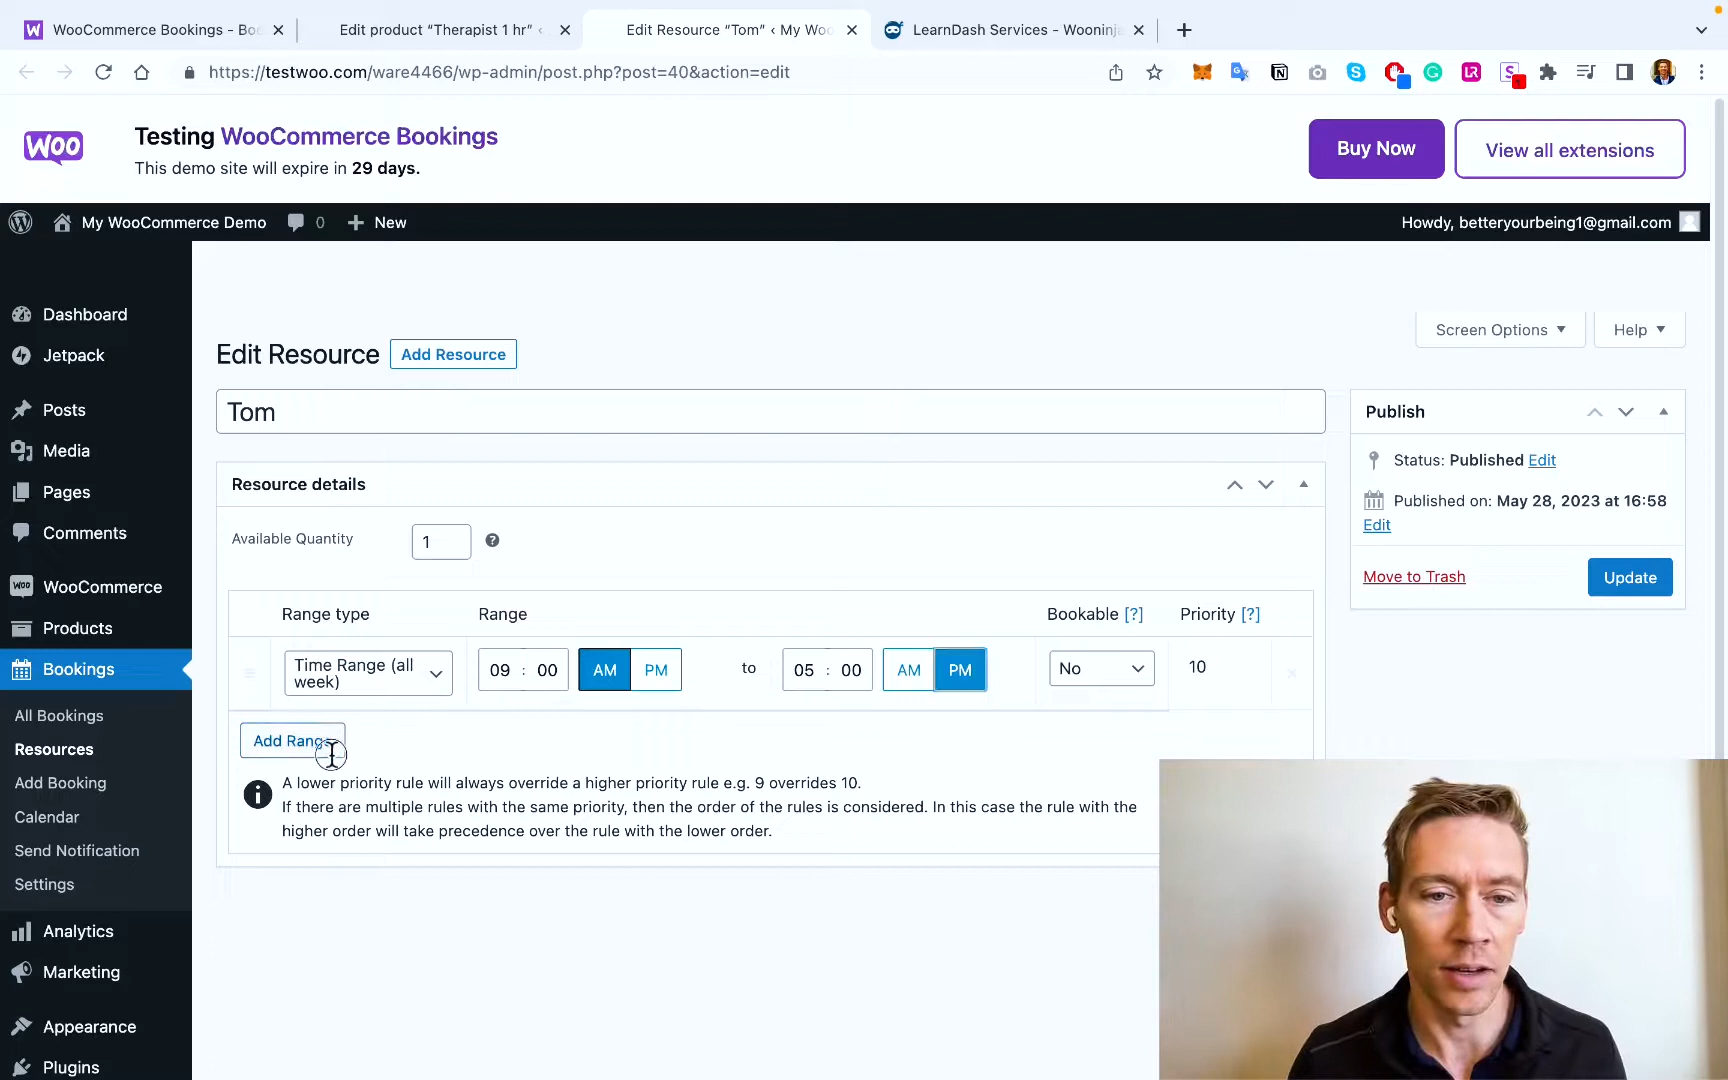 WooCommerce Bookings - Boo
Edit product “Therapist 1 hr” ‹
Edit Resource “Tom” ‹ My Woo
LearnDash Services - Wooninja
https://testwoo.com/ware4466/wp-admin/post.php?post=40&action=edit
WOO
Testing WooCommerce Bookings
This demo site will expire in 29 days.
Buy Now
View all extensions
My WooCommerce Demo
0
New
Howdy, betteryourbeing1@gmail.com
Dashboard
Jetpack
Posts
Media
Pages
Comments
WooCommerce
Products
Bookings
All Bookings
Resources
Add Booking
Calendar
Send Notification
Settings
Analytics
Marketing
Appearance
Plugins
Screen Options
Help
Edit Resource
Add Resource
Tom
Resource details
Available Quantity
1
Range type
Range
Bookable [?]
Priority [?]
Time Range (all
week)
09 : 00
AM
PM
to
05 : 00
AM
PM
No
10
Add Range
A lower priority rule will always override a higher priority rule e.g. 9 overrides 10.
If there are multiple rules with the same priority, then the order of the rules is considered. In this case the rule with the
higher order will take precedence over the rule with the lower order.
Publish
Status: Published Edit
Published on: May 28, 2023 at 16:58
Edit
Move to Trash
Update